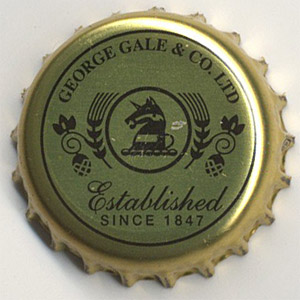 GEORGE GALE & CO. LTD
Established
SINCE 1847